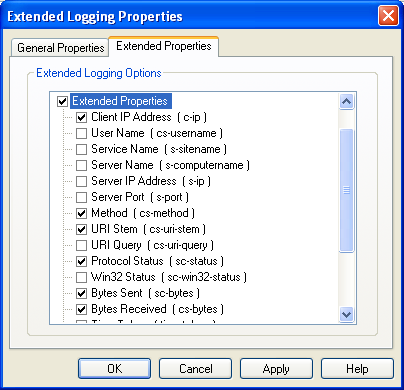 Extended Logging Properties
General Properties
Extended Properties
Extended Logging Options
Extended Properties
Client IP Address ( c-ip )
User Name ( cs-username )
Service Name ( s-sitename )
Server Name ( s-computername )
Server IP Address ( s-ip )
Server Port ( s-port )
Method ( cs-method )
URI Stem ( cs-uri-stem )
URI Query ( cs-uri-query )
Protocol Status ( sc-status )
Win32 Status ( sc-win32-status )
Bytes Sent ( sc-bytes )
Bytes Received ( cs-bytes )
OK
Cancel
Apply
Help